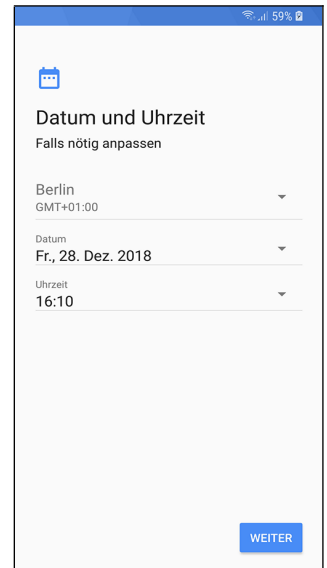 59%
Datum und Uhrzeit
Falls nötig anpassen
Berlin
GMT+01:00
Datum
Fr., 28. Dez. 2018
Uhrzeit
16:10
WEITER